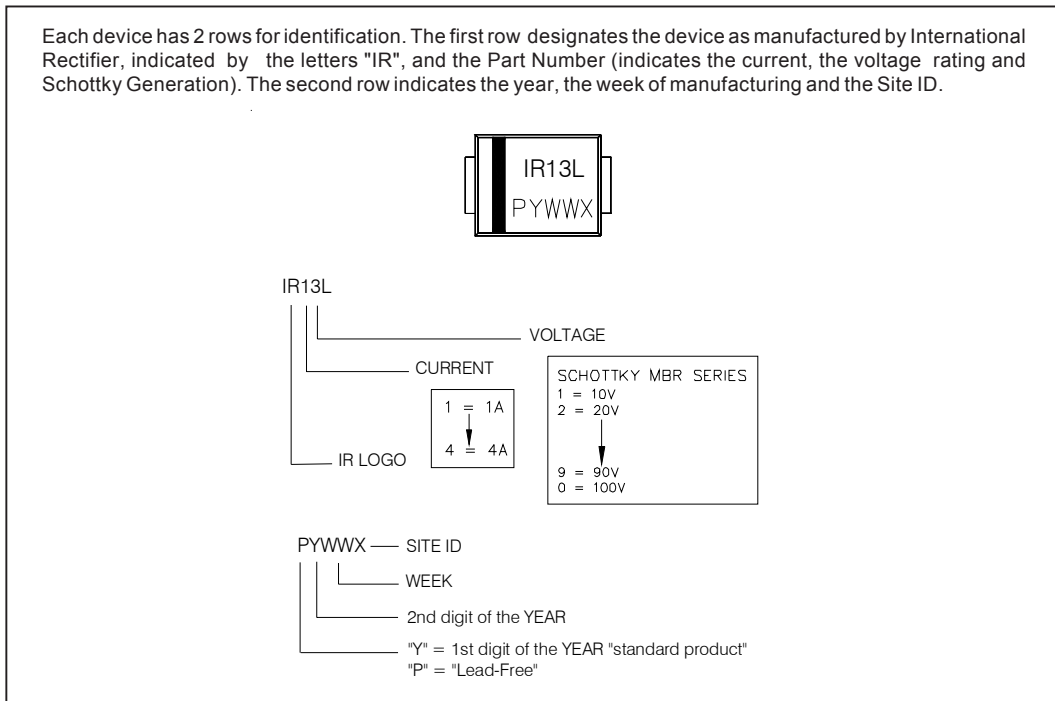 Each device has 2 rows for identification. The first row designates the device as manufactured by International
Rectifier, indicated by the letters "IR", and the Part Number (indicates the current, the voltage rating and
Schottky Generation). The second row indicates the year, the week of manufacturing and the Site ID.
IR13L
PYWWX
IR13L
VOLTAGE
CURRENT
SCHOTTKY MBR SERIES
1 = 10V
2 = 20V
9 = 90V
0 = 100V
1 = 1A
4 = 4A
IR LOGO
PYWWX
SITE ID
WEEK
2nd digit of the YEAR
"Y" = 1st digit of the YEAR "standard product"
"P" = "Lead-Free"